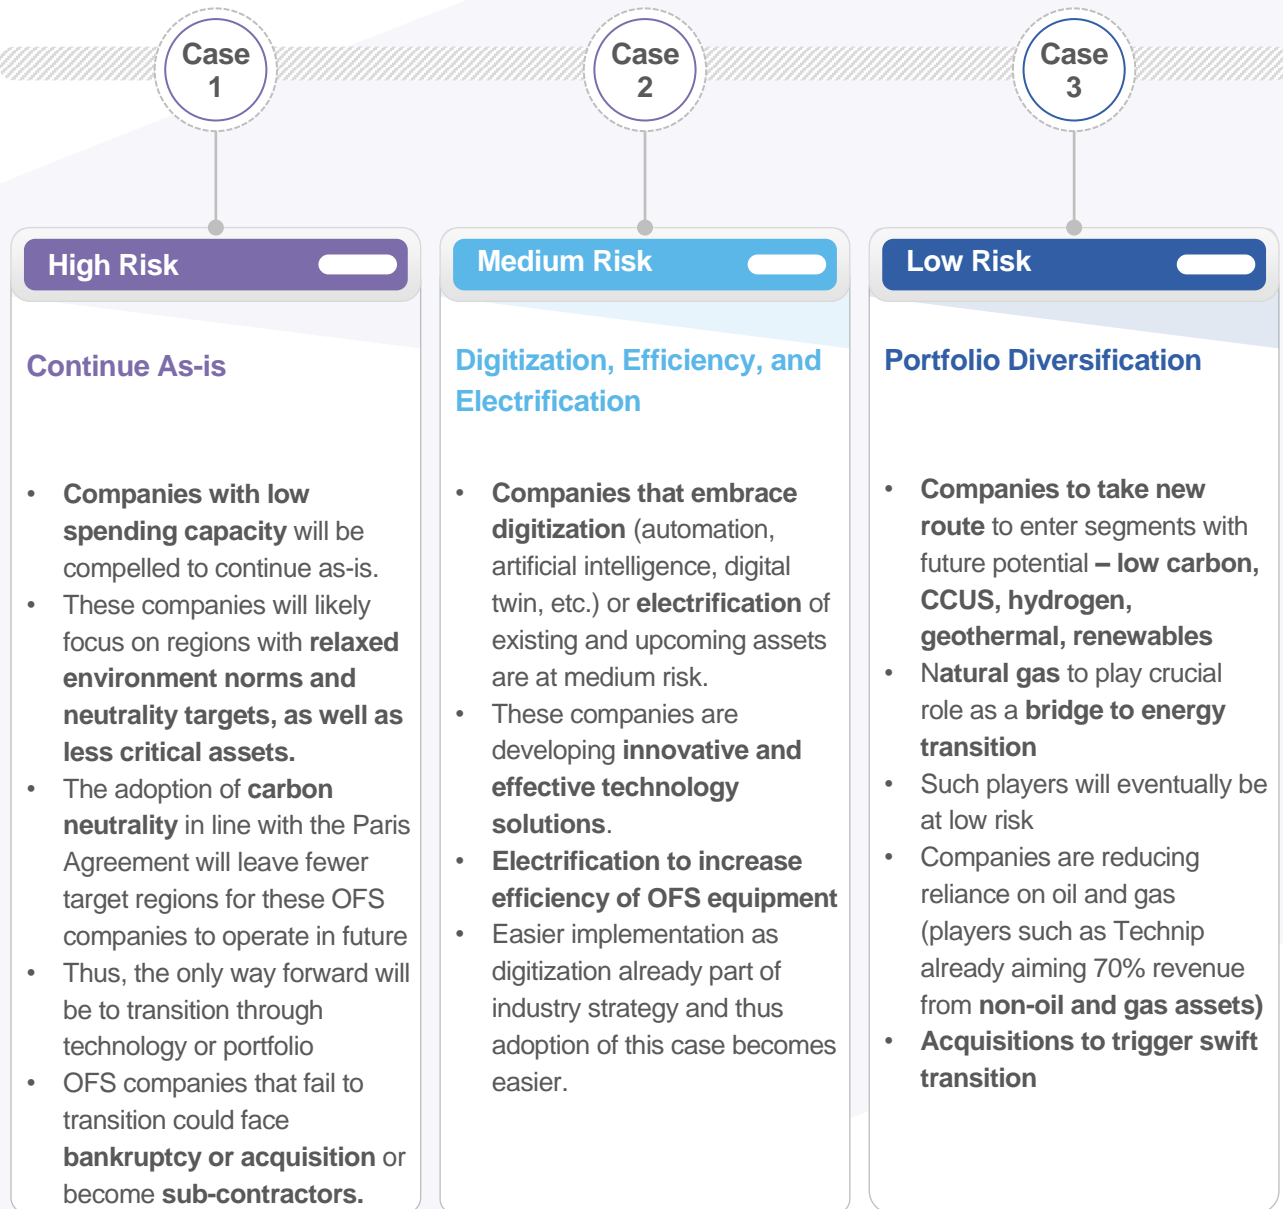 Case
1
Case
2
Case
3
High Risk
Continue As-is
• Companies with low
spending capacity will be
compelled to continue as-is.
• These companies will likely
focus on regions with relaxed
environment norms and
neutrality targets, as well as
less critical assets.
• The adoption of carbon
neutrality in line with the Paris
Agreement will leave fewer
target regions for these OFS
companies to operate in future
• Thus, the only way forward will
be to transition through
technology or portfolio
• OFS companies that fail to
transition could face
bankruptcy or acquisition or
become sub-contractors.
Medium Risk
Digitization, Efficiency, and
Electrification
• Companies that embrace
digitization (automation,
artificial intelligence, digital
twin, etc.) or electrification of
existing and upcoming assets
are at medium risk.
• These companies are
developing innovative and
effective technology
solutions.
• Electrification to increase
efficiency of OFS equipment
• Easier implementation as
digitization already part of
industry strategy and thus
adoption of this case becomes
easier.
Low Risk
Portfolio Diversification
• Companies to take new
route to enter segments with
future potential – low carbon,
CCUS, hydrogen,
geothermal, renewables
• Natural gas to play crucial
role as a bridge to energy
transition
• Such players will eventually be
at low risk
• Companies are reducing
reliance on oil and gas
(players such as Technip
already aiming 70% revenue
from non-oil and gas assets)
• Acquisitions to trigger swift
transition